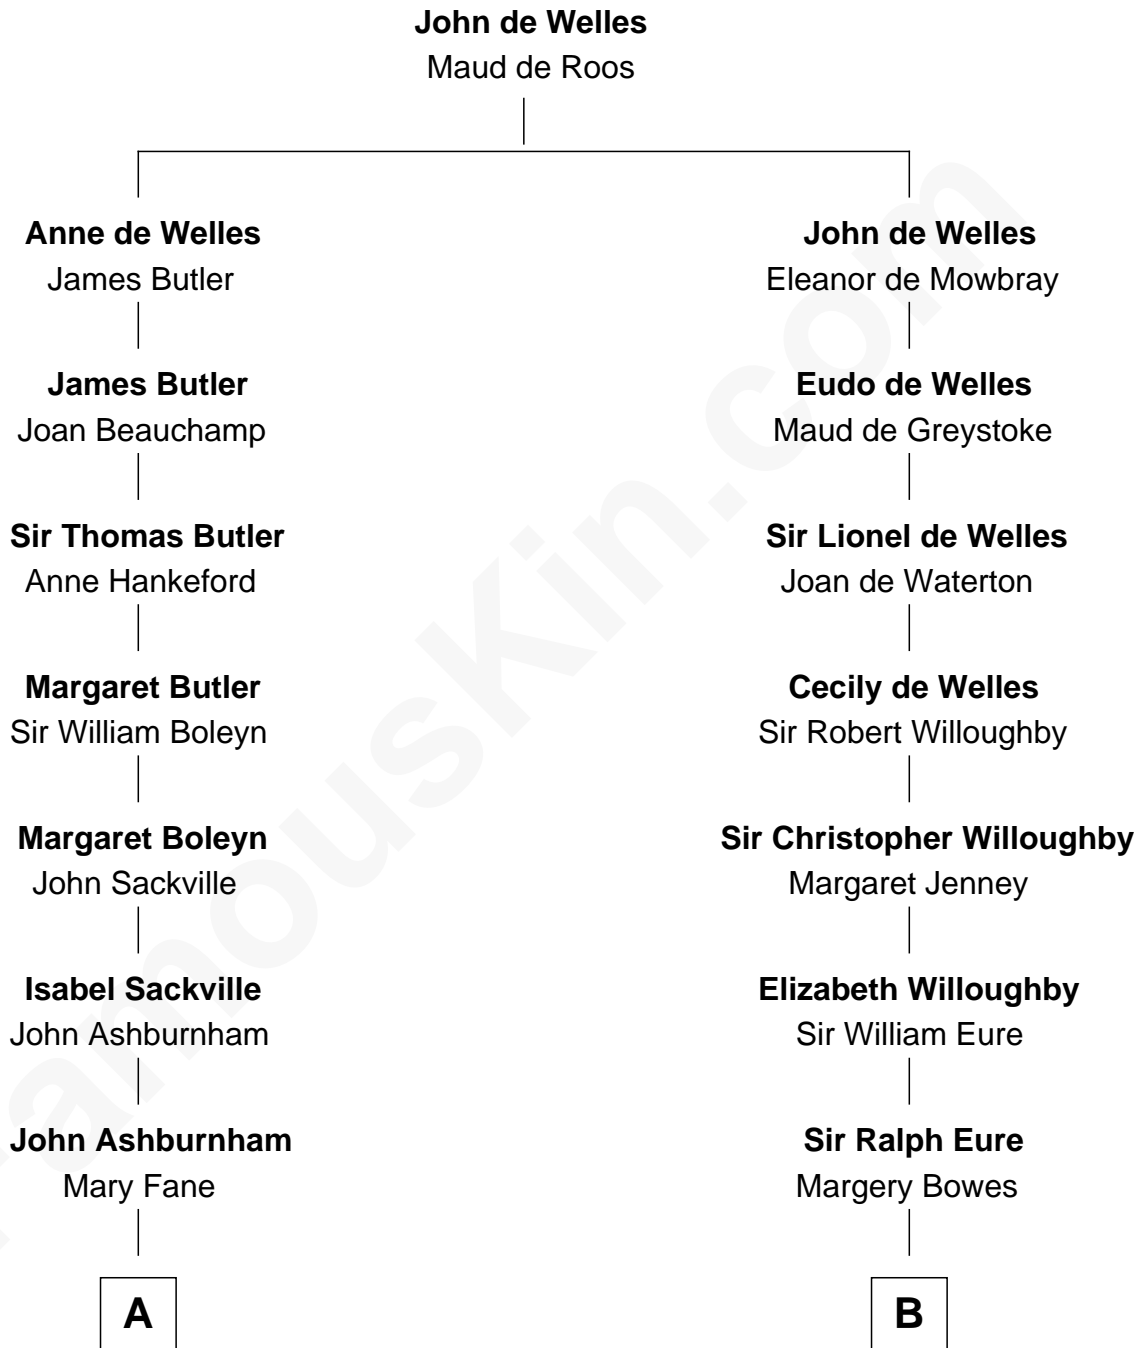 John de Welles
Maud de Roos
Anne de Welles
James Butler
John de Welles
Eleanor de Mowbray
James Butler
Joan Beauchamp
Eudo de Welles
Maud de Greystoke
Sir Thomas Butler
Anne Hankeford
Sir Lionel de Welles
Joan de Waterton
Margaret Butler
Sir William Boleyn
Cecily de Welles
Sir Robert Willoughby
Margaret Boleyn
John Sackville
Sir Christopher Willoughby
Margaret Jenney
Isabel Sackville
John Ashburnham
Elizabeth Willoughby
Sir William Eure
John Ashburnham
Mary Fane
Sir Ralph Eure
Margery Bowes
A
B
FamousKin.com